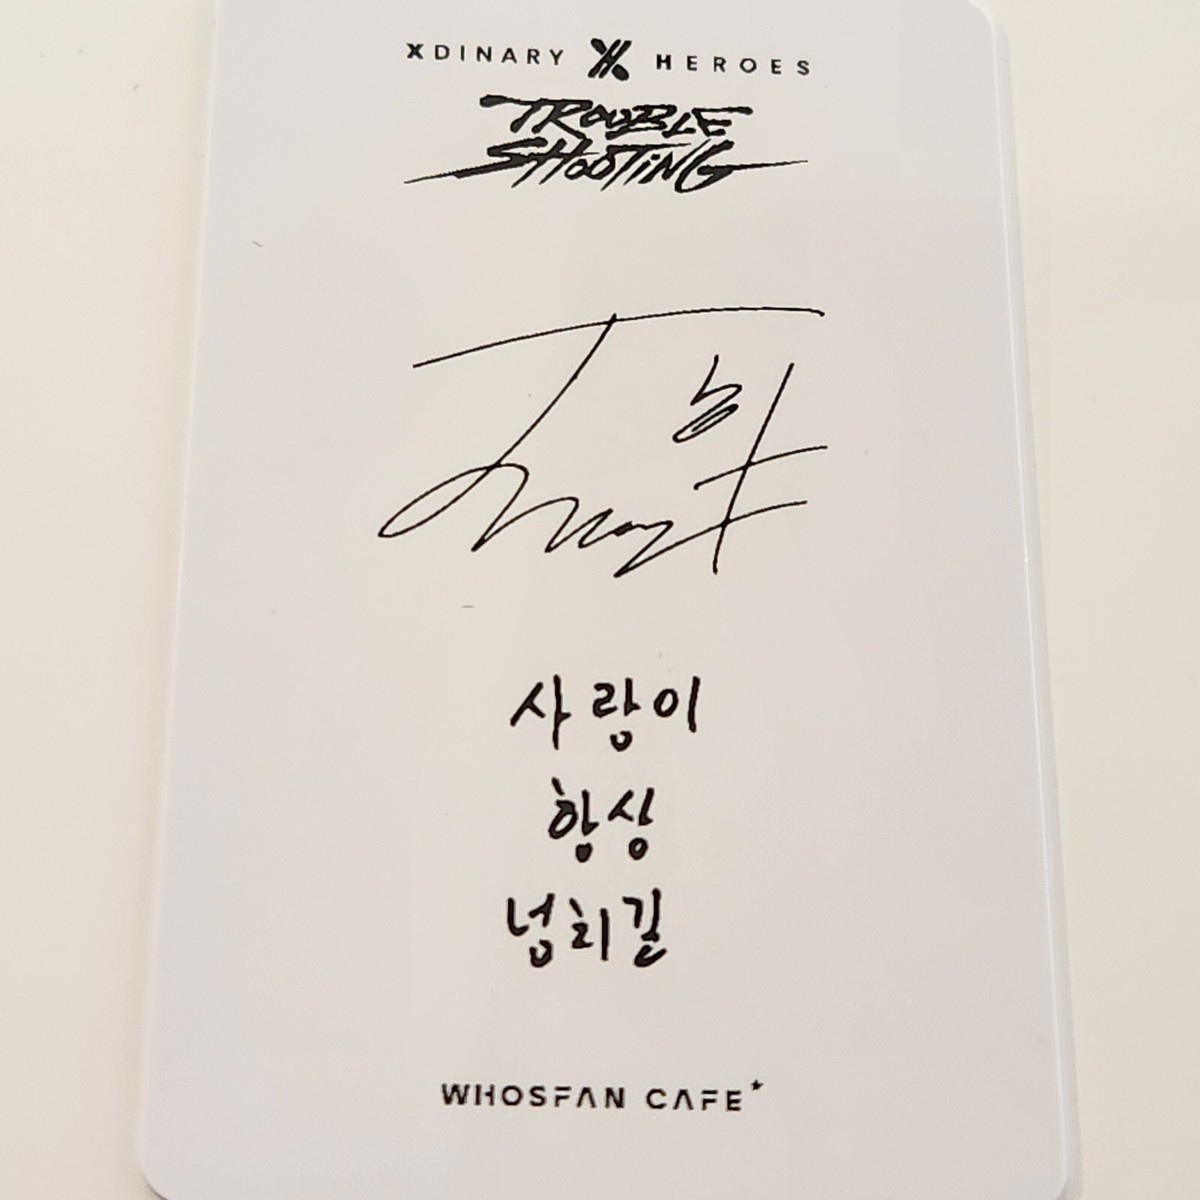 XDINARY HEROES
TROUBLE
SHOOTING
사랑이
항상
넘치길
WHOSFAN CAFE*